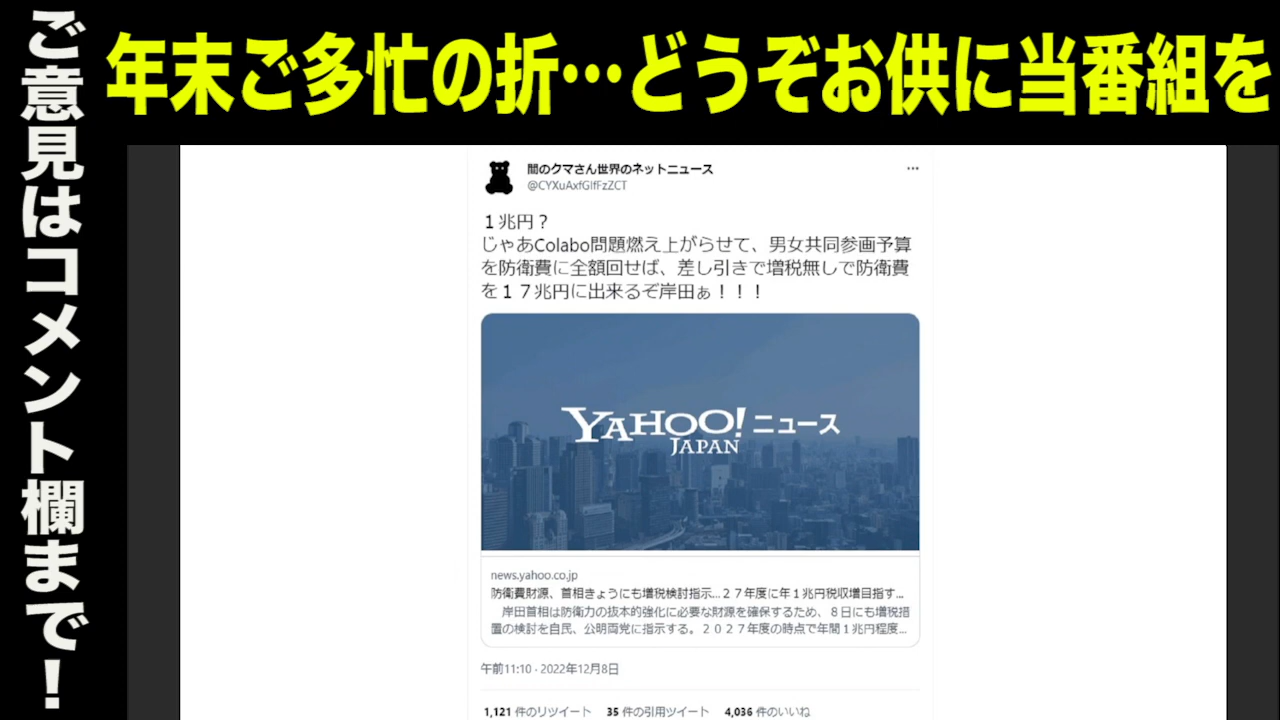 年末ご多忙の折…どうぞお供に当番組を
ご意見はコメント欄まで!
闇のクマさん世界のネットニュース
@CYXuAxfGIfFzZCT
1兆円?
じゃあColabo問題燃え上がらせて、男女共同参画予算
を防衛費に全額回せば、差し引きで増税無しで防衛費
を17兆円に出来るぞ岸田ぁ!!!
YAHOO! ニュース
JAPAN
news.yahoo.co.jp
防衛費財源、首相きょうにも増税検討指示…27年度に年1兆円税収増目指す...
岸田首相は防衛力の抜本的強化に必要な財源を確保するため、8日にも増税措
置の検討を自民、公明両党に指示する。2027年度の時点で年間1兆円程度...
午前11:10 · 2022年12月8日
1,121 件のリツイート 35 件の引用ツイート 4,036 件のいいね